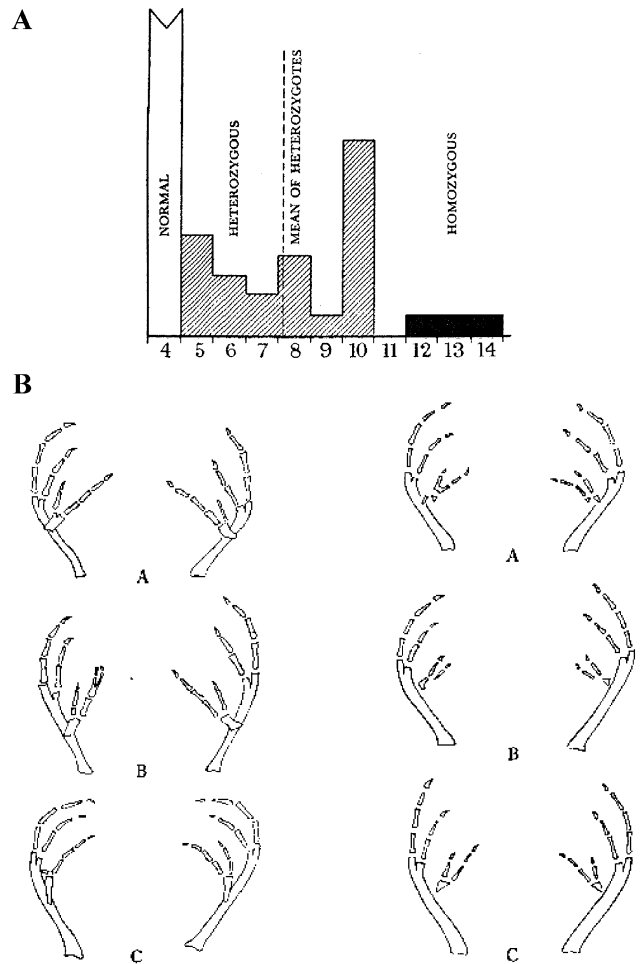 A
NORMAL
HETEROZYGOUS
MEAN OF HETEROZYGOTES
HOMOZYGOUS
4 5 6 7 8 9 10 11 12 13 14
B
A A
B B
C C